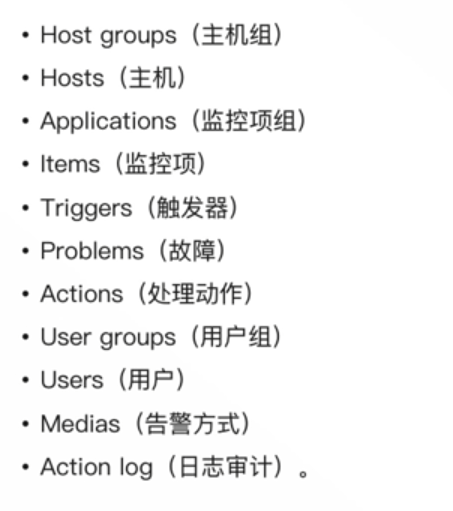 • Host groups（主机组）
• Hosts（主机）
• Applications（监控项组）
• Items（监控项）
• Triggers（触发器）
• Problems（故障）
• Actions（处理动作）
• User groups（用户组）
• Users（用户）
• Medias（告警方式）
• Action log（日志审计）。